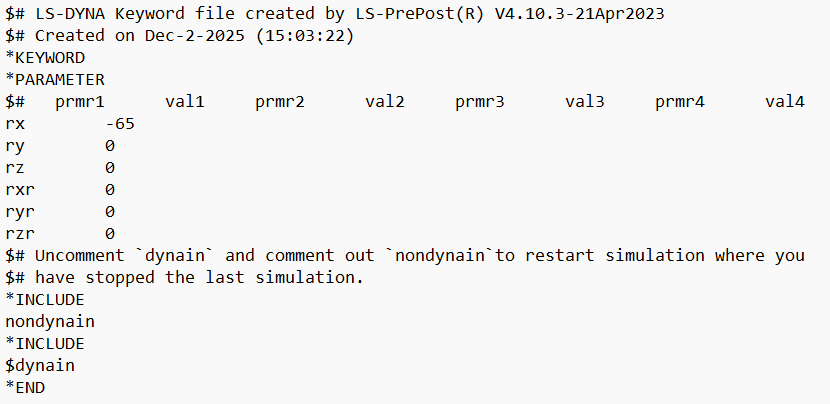 $# LS-DYNA Keyword file created by LS-PrePost(R) V4.10.3-21Apr2023
$# Created on Dec-2-2025 (15:03:22)
*KEYWORD
*PARAMETER
$#   prmr1      val1     prmr2      val2     prmr3      val3     prmr4      val4
rx        -65
ry        0
rz        0
rxr       0
ryr       0
rzr       0
$# Uncomment `dynain` and comment out `nondynain`to restart simulation where you
$# have stopped the last simulation.
*INCLUDE
nondynain
*INCLUDE
$dynain
*END